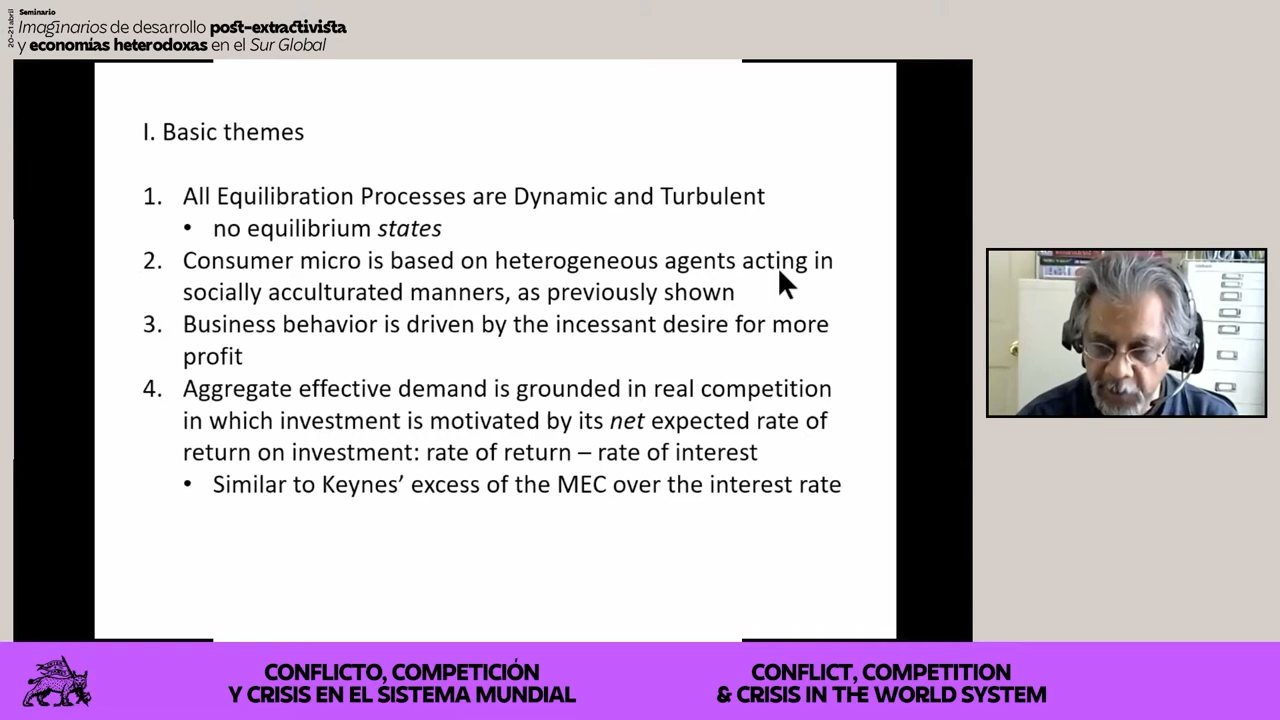 20-21 abril
Seminario
Imaginarios de desarrollo post-extractivista
y economías heterodoxas en el Sur Global
I. Basic themes
1. All Equilibration Processes are Dynamic and Turbulent
• no equilibrium states
2. Consumer micro is based on heterogeneous agents acting in
socially acculturated manners, as previously shown
3. Business behavior is driven by the incessant desire for more
profit
4. Aggregate effective demand is grounded in real competition
in which investment is motivated by its net expected rate of
return on investment: rate of return – rate of interest
• Similar to Keynes’ excess of the MEC over the interest rate
CONFLICTO, COMPETICIÓN
Y CRISIS EN EL SISTEMA MUNDIAL
CONFLICT, COMPETITION
& CRISIS IN THE WORLD SYSTEM